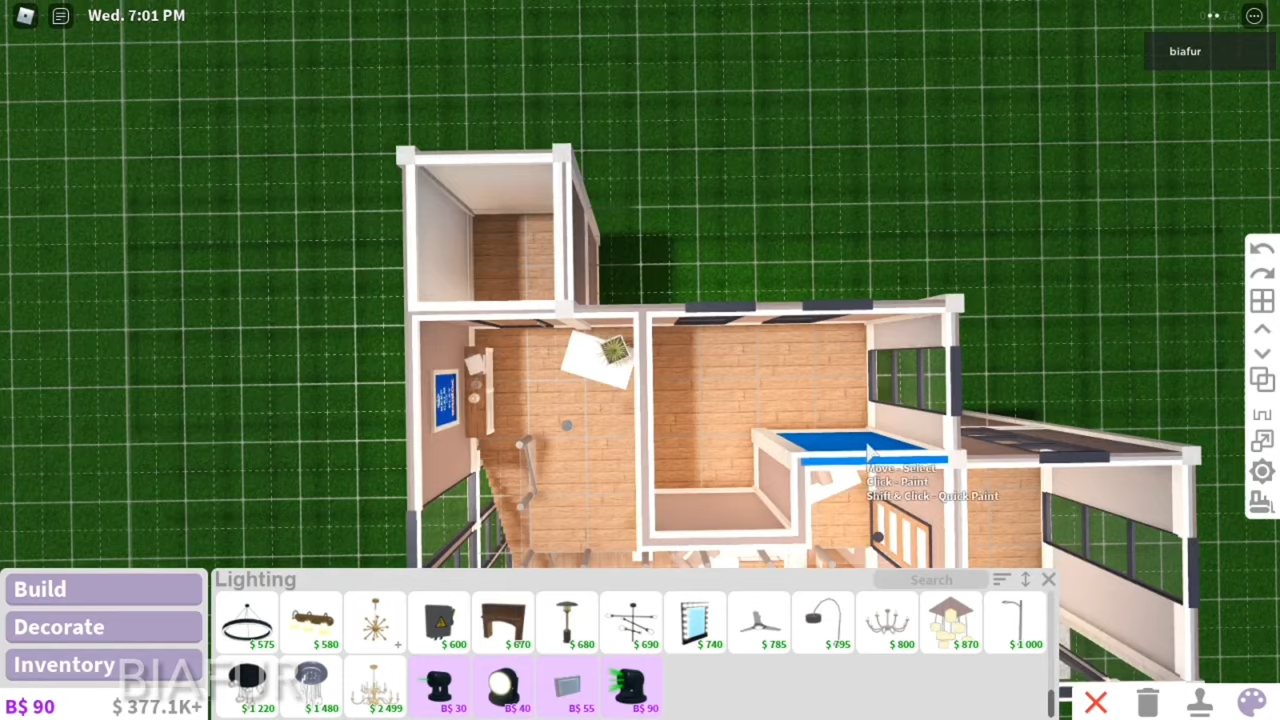 Wed. 7:01 PM
biafur
Move - Select
Click - Paint
Shift & Click - Quick Paint
Build
Decorate
Inventory
B$ 90
$ 377.1K+
BIAFUR
Lighting
Search
$ 575
$ 580
+
$ 600
$ 670
$ 680
$ 690
$ 740
$ 785
$ 795
$ 800
$ 870
$ 1 000
$ 1 220
$ 1 480
$ 2 499
B$ 30
B$ 40
B$ 55
B$ 90